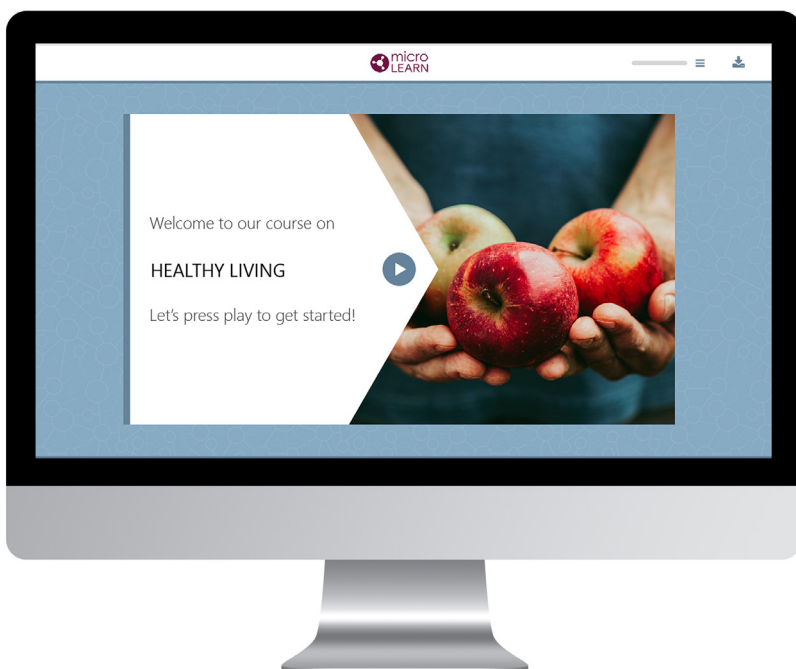 micro
LEARN
Welcome to our course on
HEALTHY LIVING
Let's press play to get started!